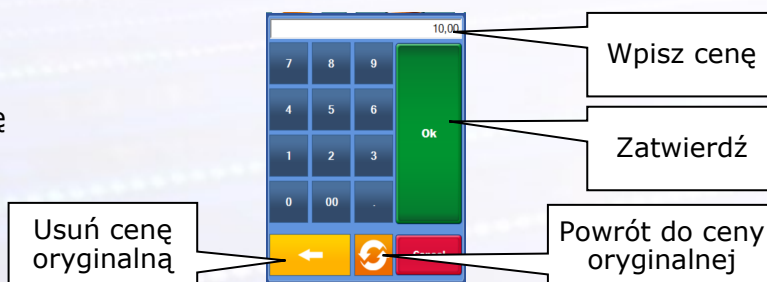 10,00
Wpisz cenę
7 8 9
4 5 6
Ok
Zatwierdź
1 2 3
0 00 .
Usuń cenę
oryginalną
Powrót do ceny
oryginalnej